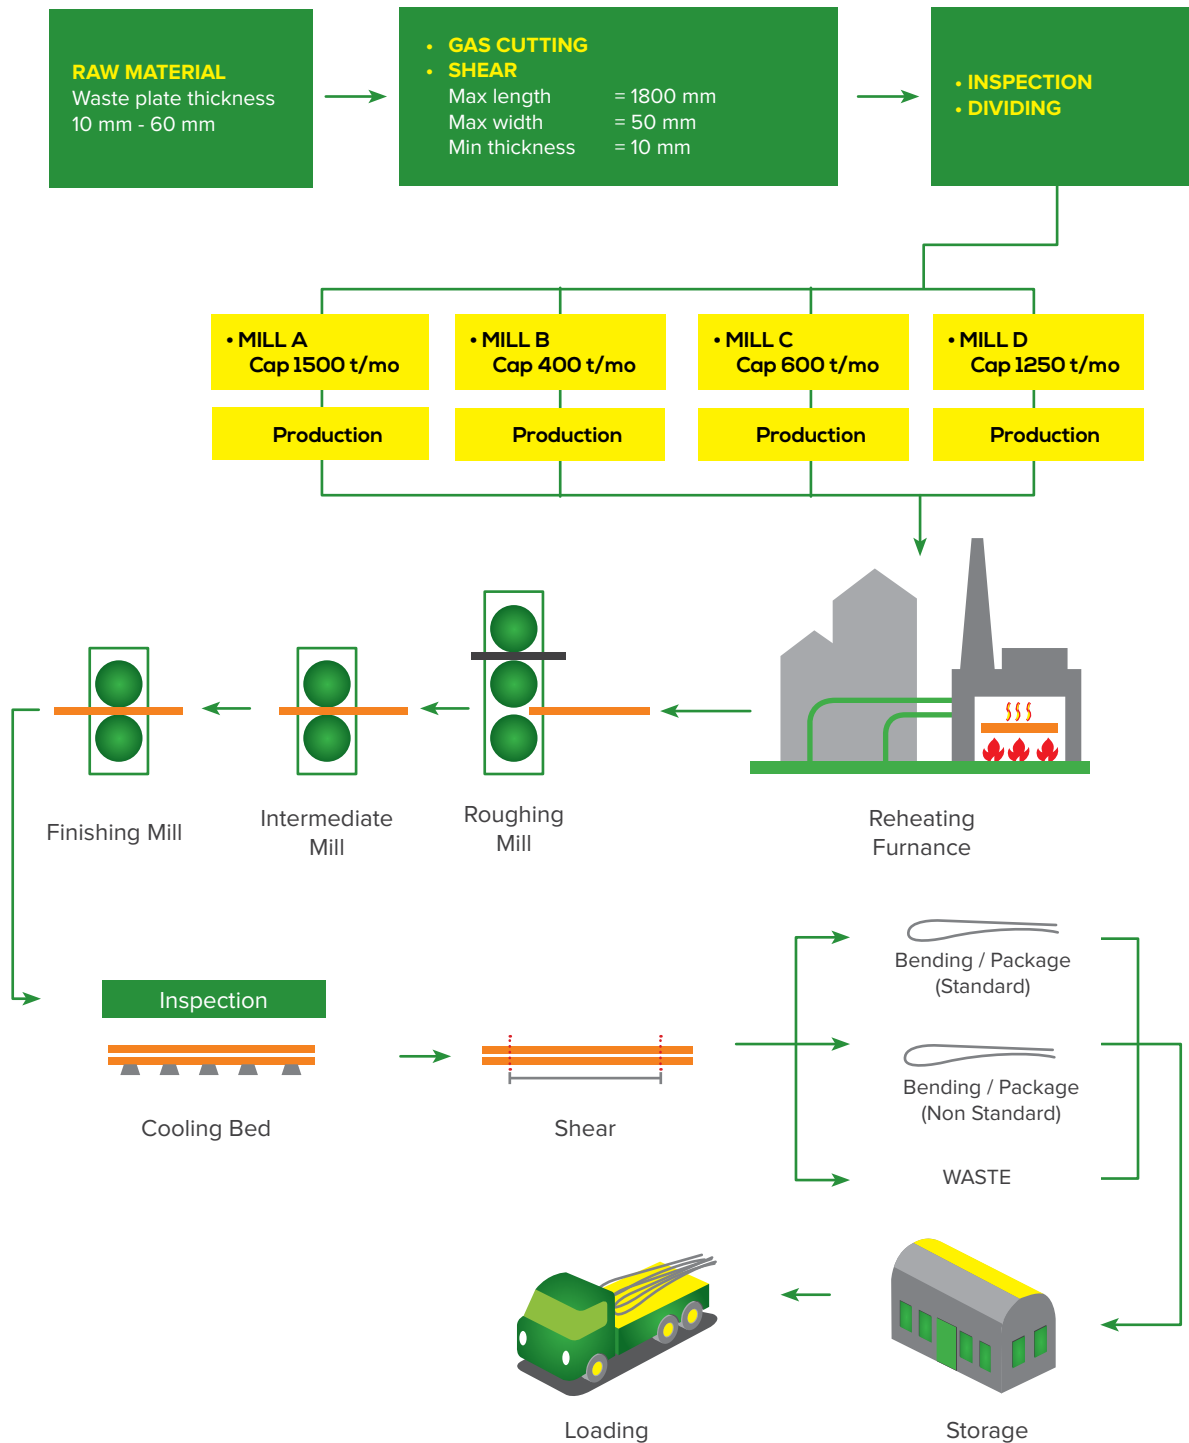 RAW MATERIAL
Waste plate thickness
10 mm - 60 mm
• GAS CUTTING
• SHEAR
Max length = 1800 mm
Max width = 50 mm
Min thickness = 10 mm
• INSPECTION
• DIVIDING
• MILL A
Cap 1500 t/mo
• MILL B
Cap 400 t/mo
• MILL C
Cap 600 t/mo
• MILL D
Cap 1250 t/mo
Production
Production
Production
Production
Finishing Mill
Intermediate
Mill
Roughing
Mill
Reheating
Furnance
Inspection
Cooling Bed
Shear
Bending / Package
(Standard)
Bending / Package
(Non Standard)
WASTE
Loading
Storage